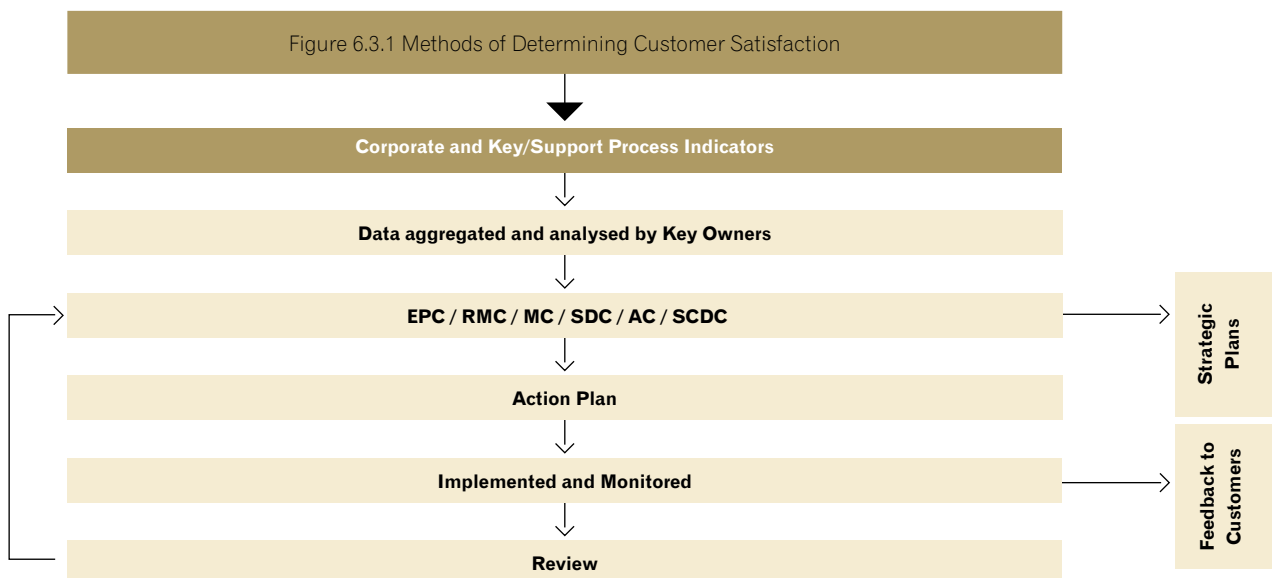 Figure 6.3.1 Methods of Determining Customer Satisfaction
Corporate and Key/Support Process Indicators
Data aggregated and analysed by Key Owners
EPC / RMC / MC / SDC / AC / SCDC
Strategic
Plans
Action Plan
Implemented and Monitored
Feedback to
Customers
Review